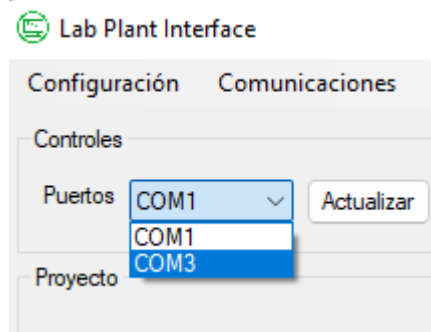 Lab Plant Interface
Configuración Comunicaciones
Controles
Puertos COM1 Actualizar
COM1
COM3
Proyecto